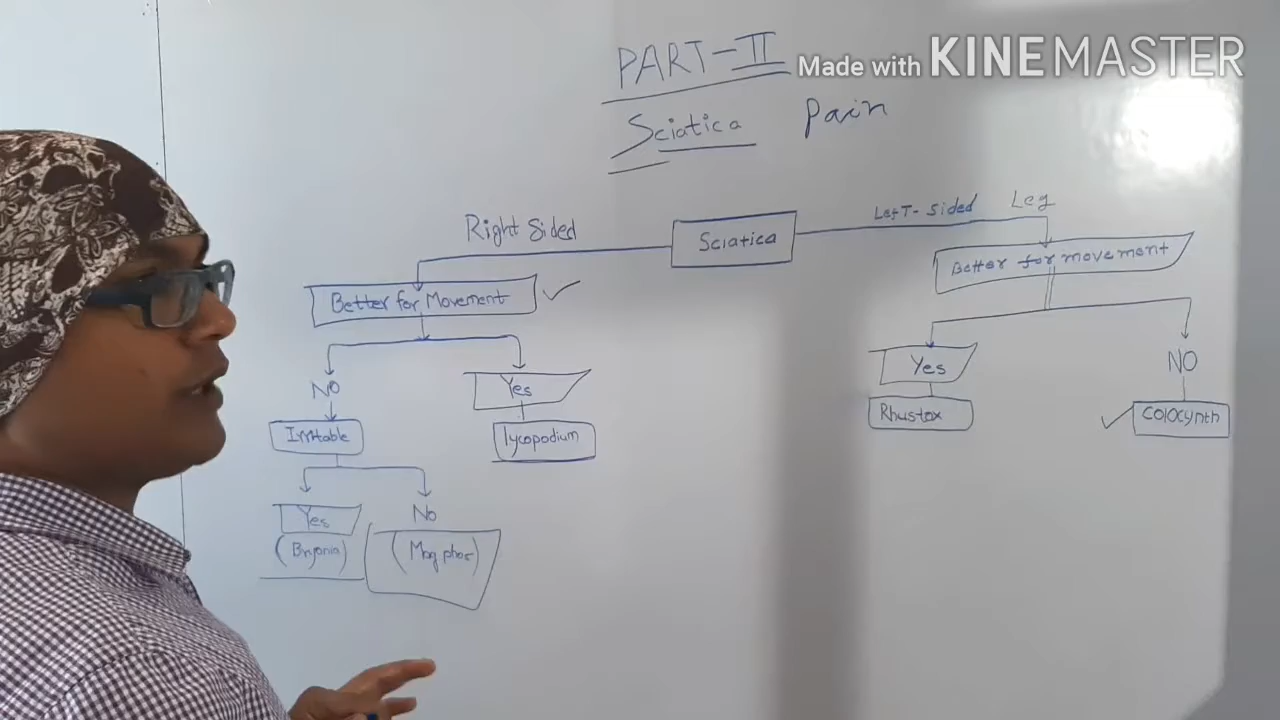 PART-II
Made with KINEMASTER
Sciatica Pain
Right Sided
Sciatica
Left-Sided Leg
Better for Movement
Better for movement
NO
Yes
Irritable
lycopodium
Yes
NO
Rhustox
Colocynth
Yes
No
(Bryonia)
(Mag phos)